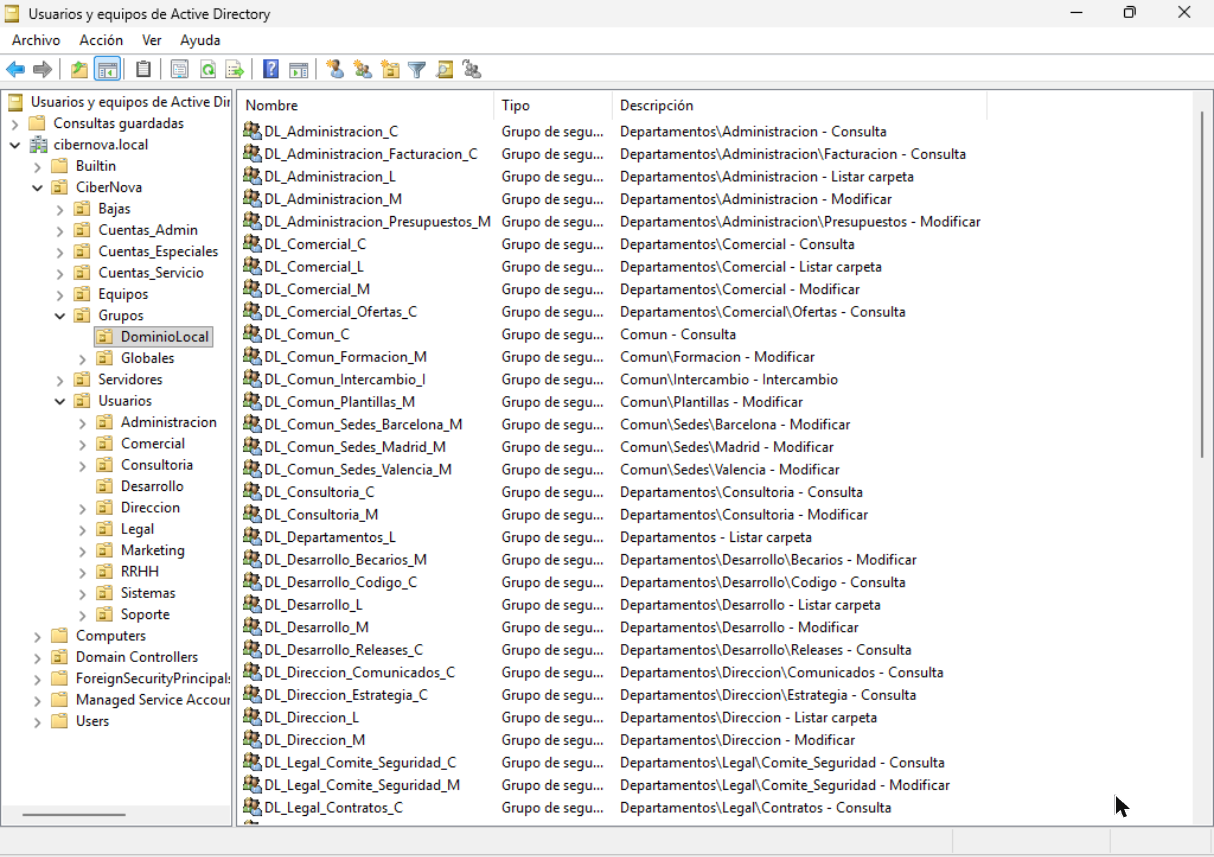 Usuarios y equipos de Active Directory
Archivo Acción Ver Ayuda
Usuarios y equipos de Active Dir
Consultas guardadas
cibernova.local
Builtin
CiberNova
Bajas
Cuentas_Admin
Cuentas_Especiales
Cuentas_Servicio
Equipos
Grupos
DominioLocal
Globales
Servidores
Usuarios
Administracion
Comercial
Consultoria
Desarrollo
Direccion
Legal
Marketing
RRHH
Sistemas
Soporte
Computers
Domain Controllers
ForeignSecurityPrincipals
Managed Service Accour
Users
Nombre Tipo Descripción
DL_Administracion_C Grupo de segu... Departamentos\Administracion - Consulta
DL_Administracion_Facturacion_C Grupo de segu... Departamentos\Administracion\Facturacion - Consulta
DL_Administracion_L Grupo de segu... Departamentos\Administracion - Listar carpeta
DL_Administracion_M Grupo de segu... Departamentos\Administracion - Modificar
DL_Administracion_Presupuestos_M Grupo de segu... Departamentos\Administracion\Presupuestos - Modificar
DL_Comercial_C Grupo de segu... Departamentos\Comercial - Consulta
DL_Comercial_L Grupo de segu... Departamentos\Comercial - Listar carpeta
DL_Comercial_M Grupo de segu... Departamentos\Comercial - Modificar
DL_Comercial_Ofertas_C Grupo de segu... Departamentos\Comercial\Ofertas - Consulta
DL_Comun_C Grupo de segu... Comun - Consulta
DL_Comun_Formacion_M Grupo de segu... Comun\Formacion - Modificar
DL_Comun_Intercambio_I Grupo de segu... Comun\Intercambio - Intercambio
DL_Comun_Plantillas_M Grupo de segu... Comun\Plantillas - Modificar
DL_Comun_Sedes_Barcelona_M Grupo de segu... Comun\Sedes\Barcelona - Modificar
DL_Comun_Sedes_Madrid_M Grupo de segu... Comun\Sedes\Madrid - Modificar
DL_Comun_Sedes_Valencia_M Grupo de segu... Comun\Sedes\Valencia - Modificar
DL_Consultoria_C Grupo de segu... Departamentos\Consultoria - Consulta
DL_Consultoria_M Grupo de segu... Departamentos\Consultoria - Modificar
DL_Departamentos_L Grupo de segu... Departamentos - Listar carpeta
DL_Desarrollo_Becarios_M Grupo de segu... Departamentos\Desarrollo\Becarios - Modificar
DL_Desarrollo_Codigo_C Grupo de segu... Departamentos\Desarrollo\Codigo - Consulta
DL_Desarrollo_L Grupo de segu... Departamentos\Desarrollo - Listar carpeta
DL_Desarrollo_M Grupo de segu... Departamentos\Desarrollo - Modificar
DL_Desarrollo_Releases_C Grupo de segu... Departamentos\Desarrollo\Releases - Consulta
DL_Direccion_Comunicados_C Grupo de segu... Departamentos\Direccion\Comunicados - Consulta
DL_Direccion_Estrategia_C Grupo de segu... Departamentos\Direccion\Estrategia - Consulta
DL_Direccion_L Grupo de segu... Departamentos\Direccion - Listar carpeta
DL_Direccion_M Grupo de segu... Departamentos\Direccion - Modificar
DL_Legal_Comite_Seguridad_C Grupo de segu... Departamentos\Legal\Comite_Seguridad - Consulta
DL_Legal_Comite_Seguridad_M Grupo de segu... Departamentos\Legal\Comite_Seguridad - Modificar
DL_Legal_Contratos_C Grupo de segu... Departamentos\Legal\Contratos - Consulta